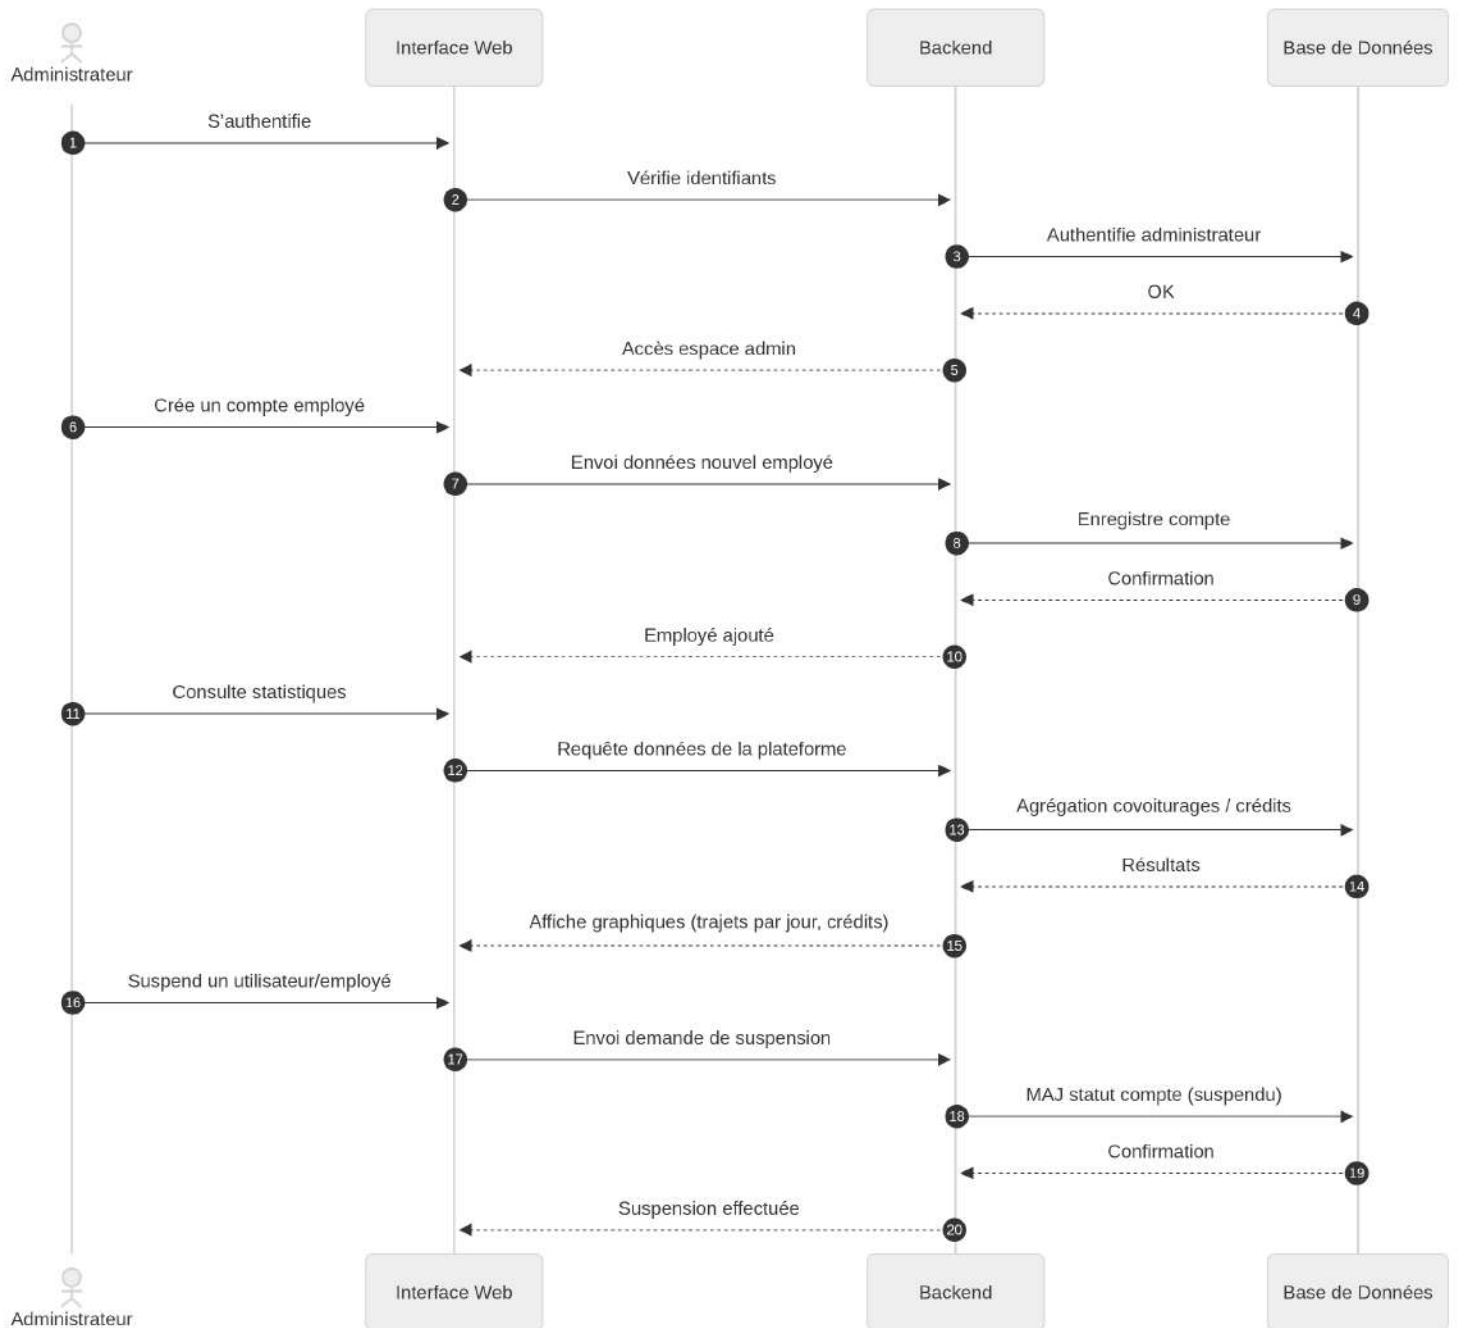 Administrateur
Interface Web
Backend
Base de Données
S'authentifie
1
Vérifie identifiants
2
Authentifie administrateur
3
OK
4
Accès espace admin
5
Crée un compte employé
6
Envoi données nouvel employé
7
Enregistre compte
8
Confirmation
9
Employé ajouté
10
Consulte statistiques
11
Requête données de la plateforme
12
Agrégation covoiturages / crédits
13
Résultats
14
Affiche graphiques (trajets par jour, crédits)
15
Suspend un utilisateur/employé
16
Envoi demande de suspension
17
MAJ statut compte (suspendu)
18
Confirmation
19
Suspension effectuée
20
Administrateur
Interface Web
Backend
Base de Données